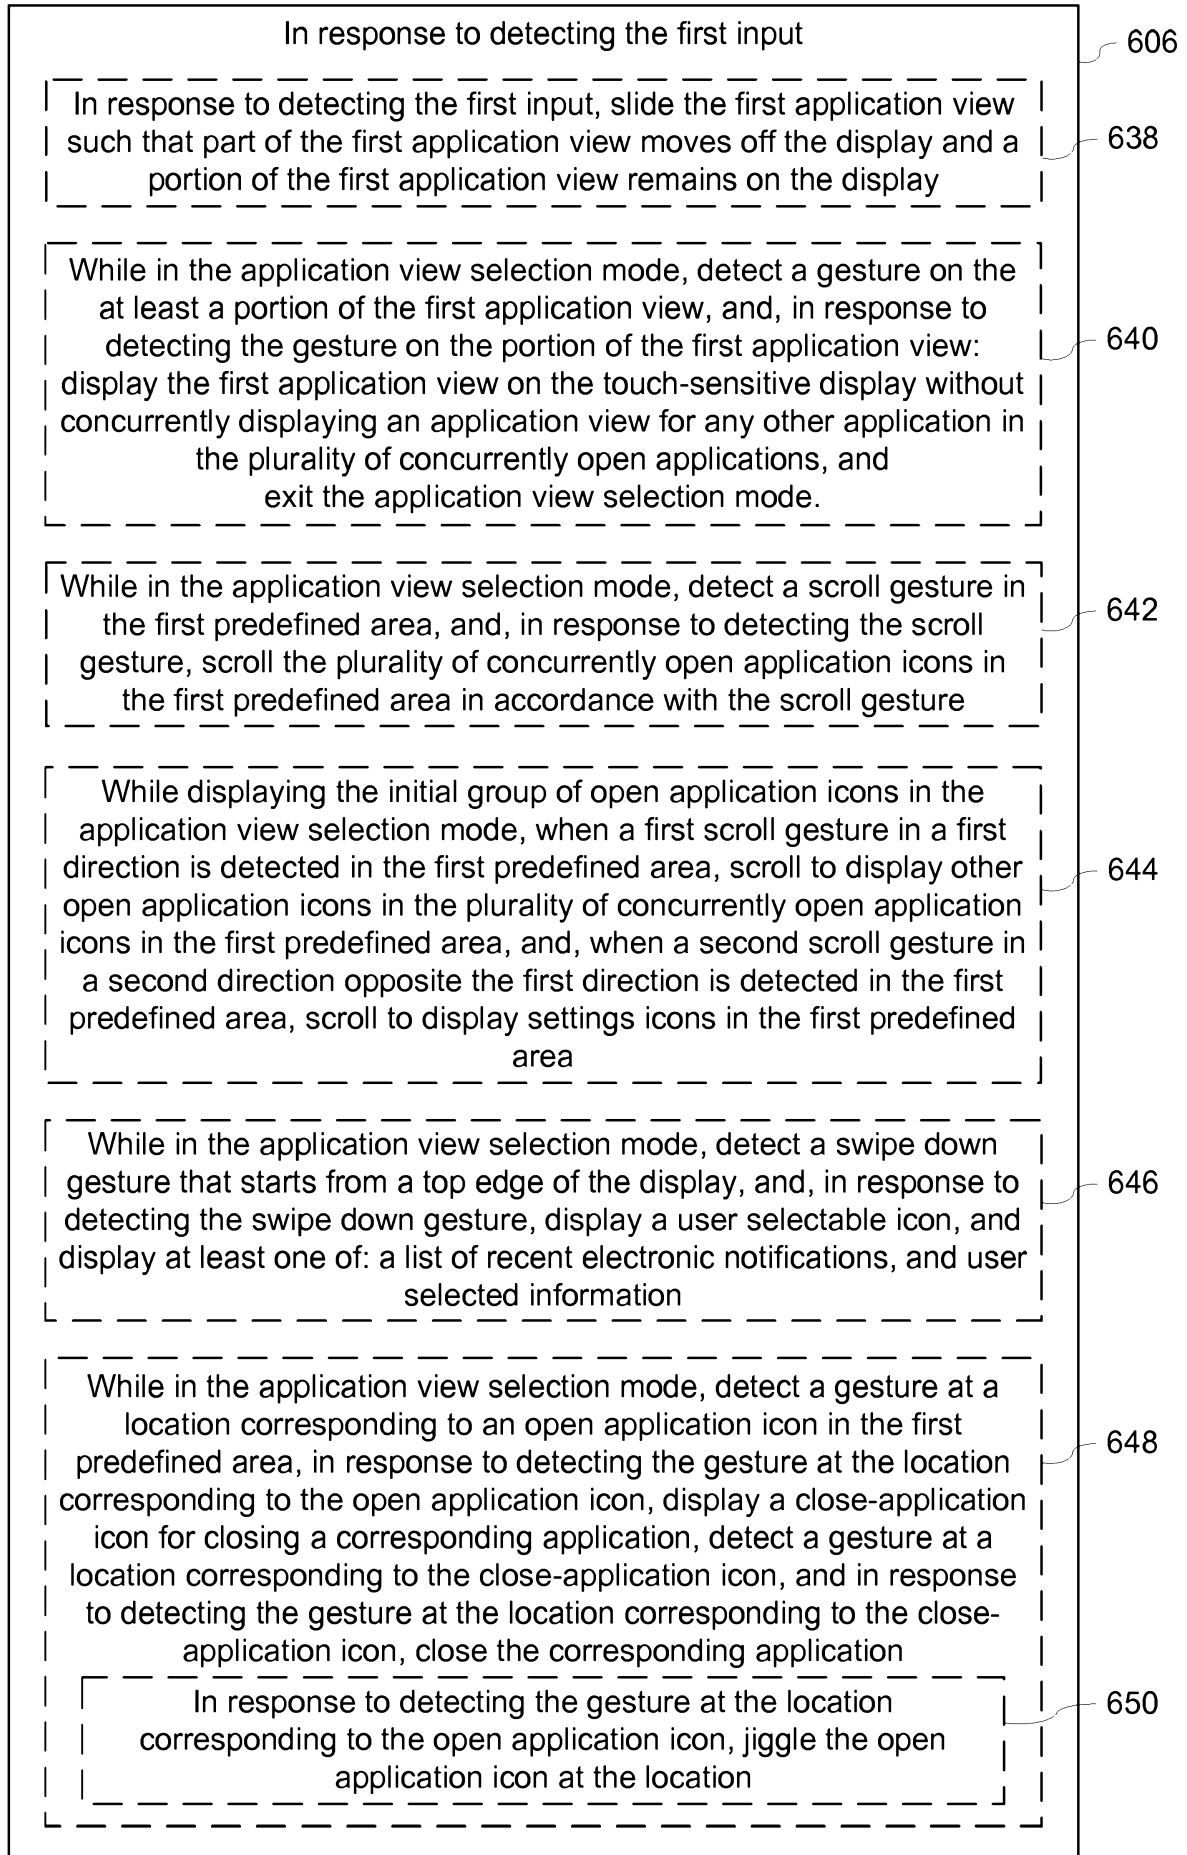 In response to detecting the first input
606
In response to detecting the first input, slide the first application view
such that part of the first application view moves off the display and a
portion of the first application view remains on the display
638
While in the application view selection mode, detect a gesture on the
at least a portion of the first application view, and, in response to
detecting the gesture on the portion of the first application view:
display the first application view on the touch-sensitive display without
concurrently displaying an application view for any other application in
the plurality of concurrently open applications, and
exit the application view selection mode.
640
While in the application view selection mode, detect a scroll gesture in
the first predefined area, and, in response to detecting the scroll
gesture, scroll the plurality of concurrently open application icons in
the first predefined area in accordance with the scroll gesture
642
While displaying the initial group of open application icons in the
application view selection mode, when a first scroll gesture in a first
direction is detected in the first predefined area, scroll to display other
open application icons in the plurality of concurrently open application
icons in the first predefined area, and, when a second scroll gesture in
a second direction opposite the first direction is detected in the first
predefined area, scroll to display settings icons in the first predefined
area
644
While in the application view selection mode, detect a swipe down
gesture that starts from a top edge of the display, and, in response to
detecting the swipe down gesture, display a user selectable icon, and
display at least one of: a list of recent electronic notifications, and user
selected information
646
While in the application view selection mode, detect a gesture at a
location corresponding to an open application icon in the first
predefined area, in response to detecting the gesture at the location
corresponding to the open application icon, display a close-application
icon for closing a corresponding application, detect a gesture at a
location corresponding to the close-application icon, and in response
to detecting the gesture at the location corresponding to the close-
application icon, close the corresponding application
648
In response to detecting the gesture at the location
corresponding to the open application icon, jiggle the open
application icon at the location
650